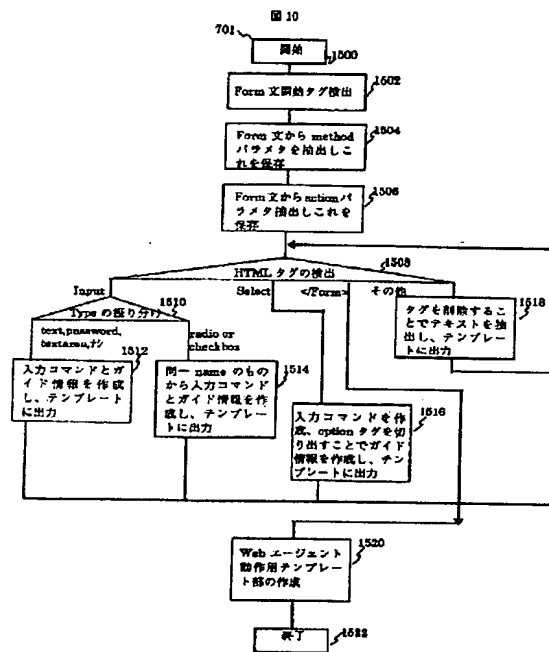 図 10
701
開始
1500
1502
Form 文開始タグ検出
1504
Form 文から method
パラメタを抽出しこ
れを保存
1506
Form 文から actionパ
ラメタ抽出しこれを
保存
1508
HTML タグの検出
Input
Select
</Form>
その他
1510
Type の振り分け
text,password,
textarea,ナシ
radio or
checkbox
1512
入力コマンドとガ
イド情報を作成
し、テンプレート
に出力
1514
同一 name のもの
から入力コマンド
とガイド情報を作
成し、テンプレー
トに出力
1516
入力コマンドを作
成、option タグを切
り出すことでガイド
情報を作成し、テン
プレートに出力
1518
タグを削除するこ
とでテキストを抽
出し、テンプレート
に出力
1520
Web エージェント
動作用テンプレート
部の作成
終了
1522